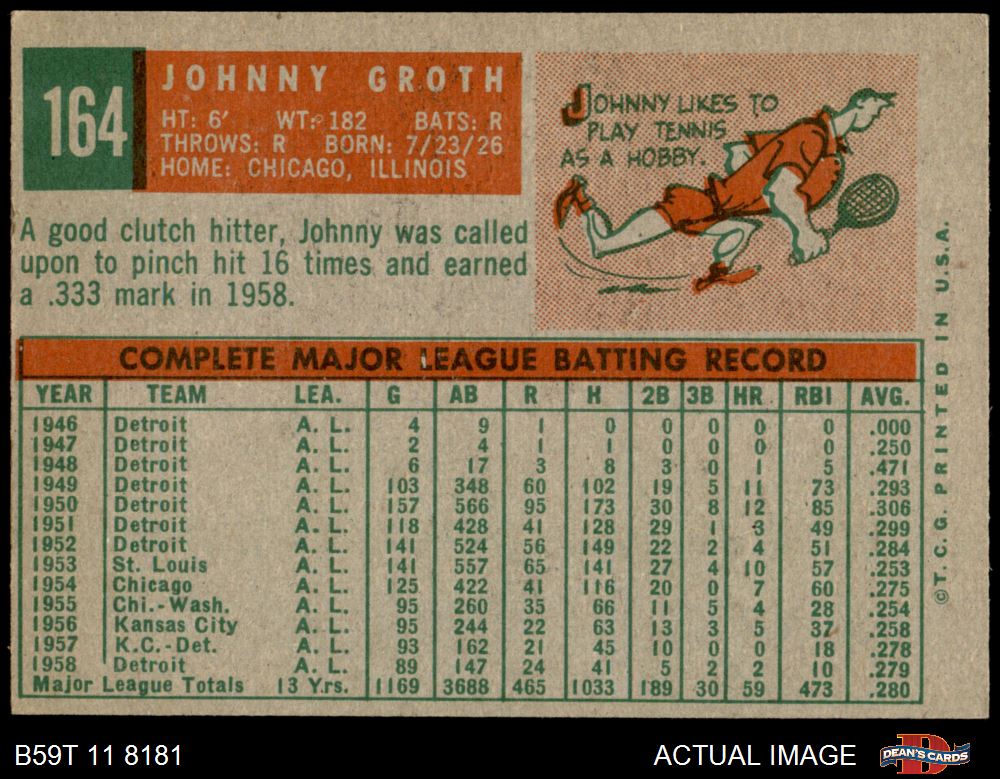 164
JOHNNY GROTH
HT: 6' WT: 182 BATS: R
THROWS: R BORN: 7/23/26
HOME: CHICAGO, ILLINOIS
JOHNNY LIKES TO
PLAY TENNIS
AS A HOBBY.
A good clutch hitter, Johnny was called
upon to pinch hit 16 times and earned
a .333 mark in 1958.
COMPLETE MAJOR LEAGUE BATTING RECORD
YEAR TEAM LEA. G AB R H 2B 3B HR RBI AVG.
1946 Detroit A. L. 4 9 1 0 0 0 0 0 .000
1947 Detroit A. L. 2 4 1 1 0 0 0 0 .250
1948 Detroit A. L. 6 17 3 8 3 0 1 5 .471
1949 Detroit A. L. 103 348 60 102 19 5 11 73 .293
1950 Detroit A. L. 157 566 95 173 30 8 12 85 .306
1951 Detroit A. L. 118 428 41 128 29 1 3 49 .299
1952 Detroit A. L. 141 524 56 149 22 2 4 51 .284
1953 St. Louis A. L. 141 557 65 141 27 4 10 57 .253
1954 Chicago A. L. 125 422 41 116 20 0 7 60 .275
1955 Chi.-Wash. A. L. 95 260 35 66 11 5 4 28 .254
1956 Kansas City A. L. 95 244 22 63 13 3 5 37 .258
1957 K.C.-Det. A. L. 93 162 21 45 10 0 0 18 .278
1958 Detroit A. L. 89 147 24 41 5 2 2 10 .279
Major League Totals 13 Yrs. 1169 3688 465 1033 189 30 59 473 .280
©T.C.G. PRINTED IN U.S.A.
B59T 11 8181
ACTUAL IMAGE
D
DEAN'S CARDS